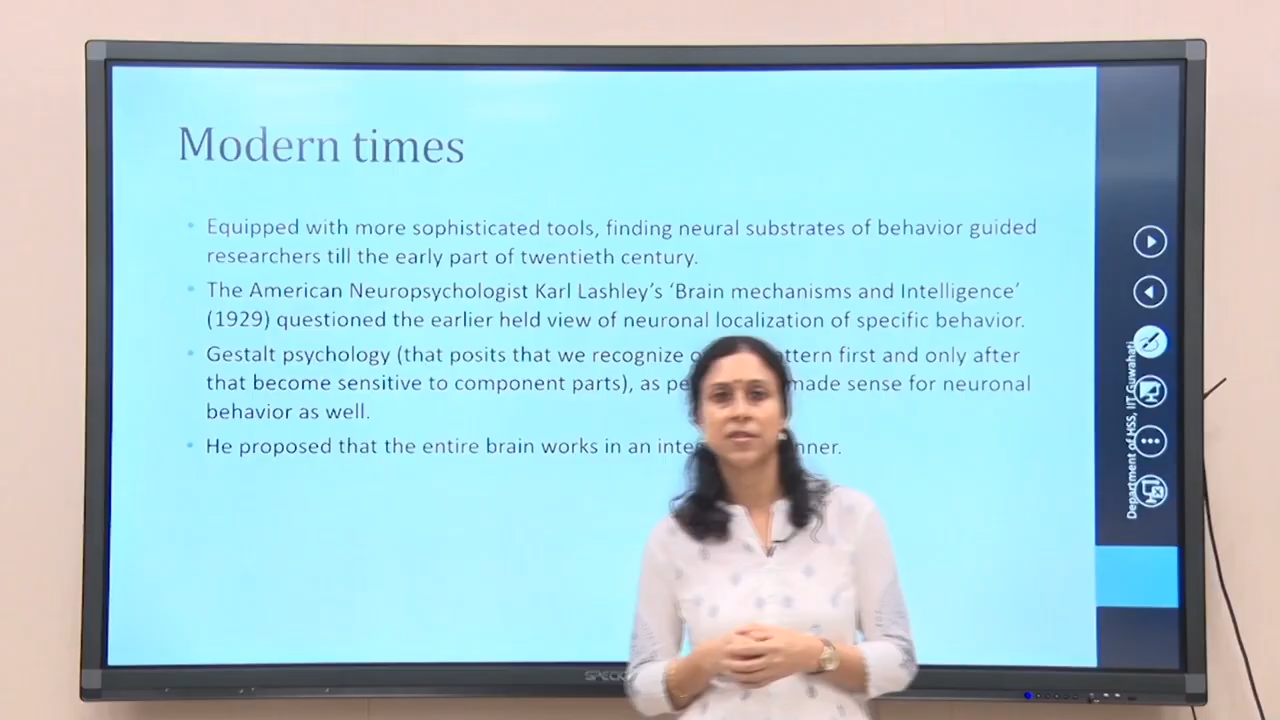 Modern times
• Equipped with more sophisticated tools, finding neural substrates of behavior guided
researchers till the early part of twentieth century.
• The American Neuropsychologist Karl Lashley's ‘Brain mechanisms and Intelligence’
(1929) questioned the earlier held view of neuronal localization of specific behavior.
• Gestalt psychology (that posits that we recognize ttern first and only after
that become sensitive to component parts), as made sense for neuronal
behavior as well.
• He proposed that the entire brain works in an inte nner.
Department of HSS, IIT Guwahati
SPECK